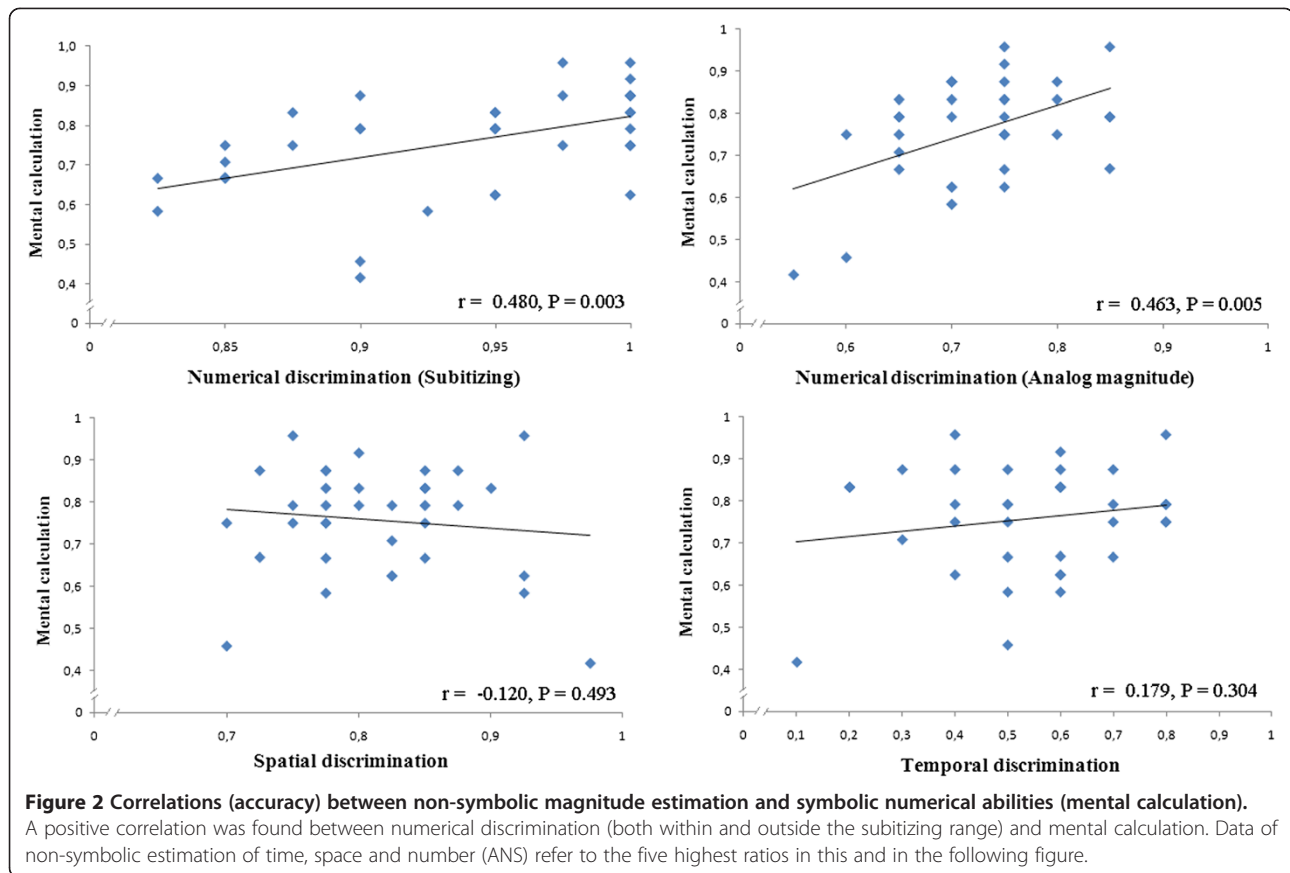 1,0
0,9
0,8
0,7
0,6
0,5
0,4
0
Mental calculation
r = 0.480, P = 0.003
0 0,85 0,9 0,95 1
Numerical discrimination (Subitizing)
1
0,9
0,8
0,7
0,6
0,5
0,4
0
Mental calculation
r = 0.463, P = 0.005
0 0,6 0,7 0,8 0,9 1
Numerical discrimination (Analog magnitude)
1
0,9
0,8
0,7
0,6
0,5
0,4
0
Mental calculation
r = -0.120, P = 0.493
0 0,7 0,8 0,9 1
Spatial discrimination
1
0,9
0,8
0,7
0,6
0,5
0,4
0
Mental calculation
r = 0.179, P = 0.304
0 0,1 0,2 0,3 0,4 0,5 0,6 0,7 0,8 0,9 1
Temporal discrimination
Figure 2 Correlations (accuracy) between non-symbolic magnitude estimation and symbolic numerical abilities (mental calculation).
A positive correlation was found between numerical discrimination (both within and outside the subitizing range) and mental calculation. Data of
non-symbolic estimation of time, space and number (ANS) refer to the five highest ratios in this and in the following figure.